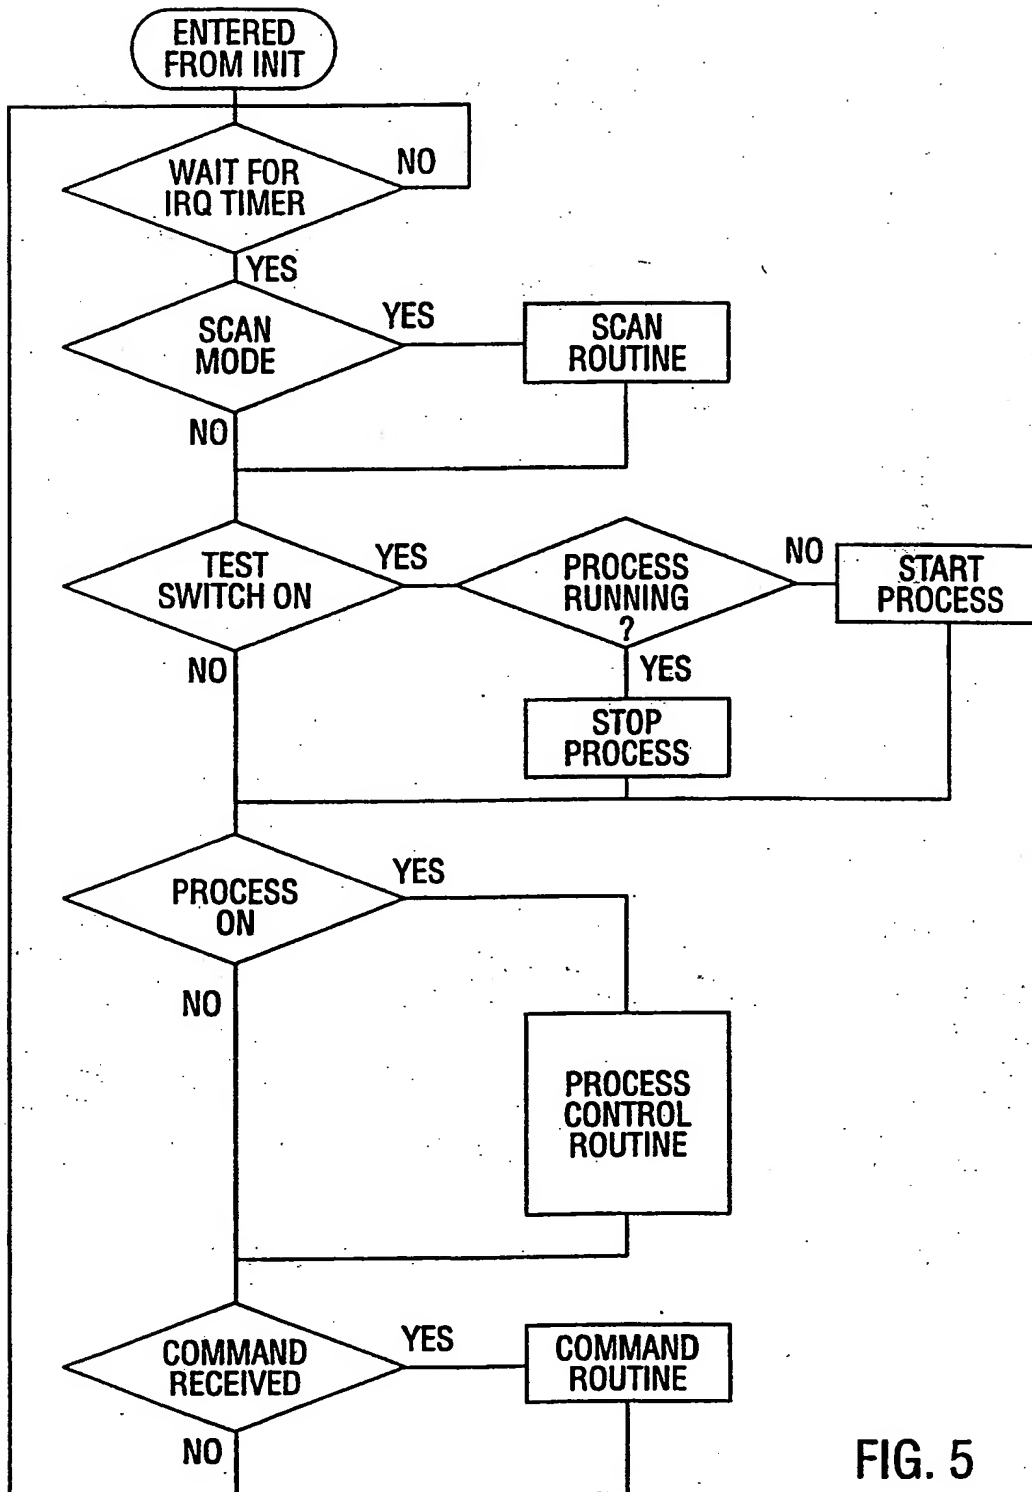 ENTERED
FROM INIT
WAIT FOR
IRQ TIMER
NO
YES
SCAN
MODE
YES
SCAN
ROUTINE
NO
TEST
SWITCH ON
YES
PROCESS
RUNNING
?
NO
START
PROCESS
NO
YES
STOP
PROCESS
PROCESS
ON
YES
NO
PROCESS
CONTROL
ROUTINE
COMMAND
RECEIVED
YES
COMMAND
ROUTINE
NO
FIG. 5